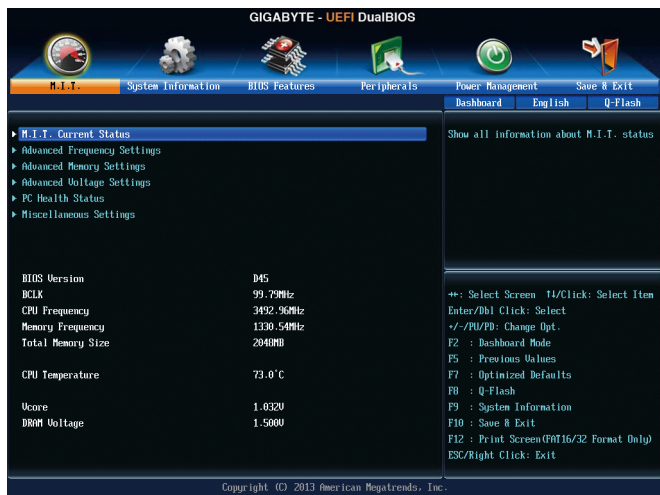 GIGABYTE - UEFI DualBIOS
M.I.T. System Information BIOS Features Peripherals Power Management Save & Exit
Dashboard English Q-Flash
M.I.T. Current Status
Advanced Frequency Settings
Advanced Memory Settings
Advanced Voltage Settings
PC Health Status
Miscellaneous Settings
Show all information about M.I.T. status
BIOS Version D45
BCLK 99.79MHz
CPU Frequency 3492.96MHz
Memory Frequency 1330.54MHz
Total Memory Size 2048MB
CPU Temperature 73.0°C
Vcore 1.032V
DRAM Voltage 1.500V
→←: Select Screen ↑↓/Click: Select Item
Enter/Dbl Click: Select
+/-/PU/PD: Change Opt.
F2 : Dashboard Mode
F5 : Previous Values
F7 : Optimized Defaults
F8 : Q-Flash
F9 : System Information
F10 : Save & Exit
F12 : Print Screen(FAT16/32 Format Only)
ESC/Right Click: Exit
Copyright (C) 2013 American Megatrends, Inc.